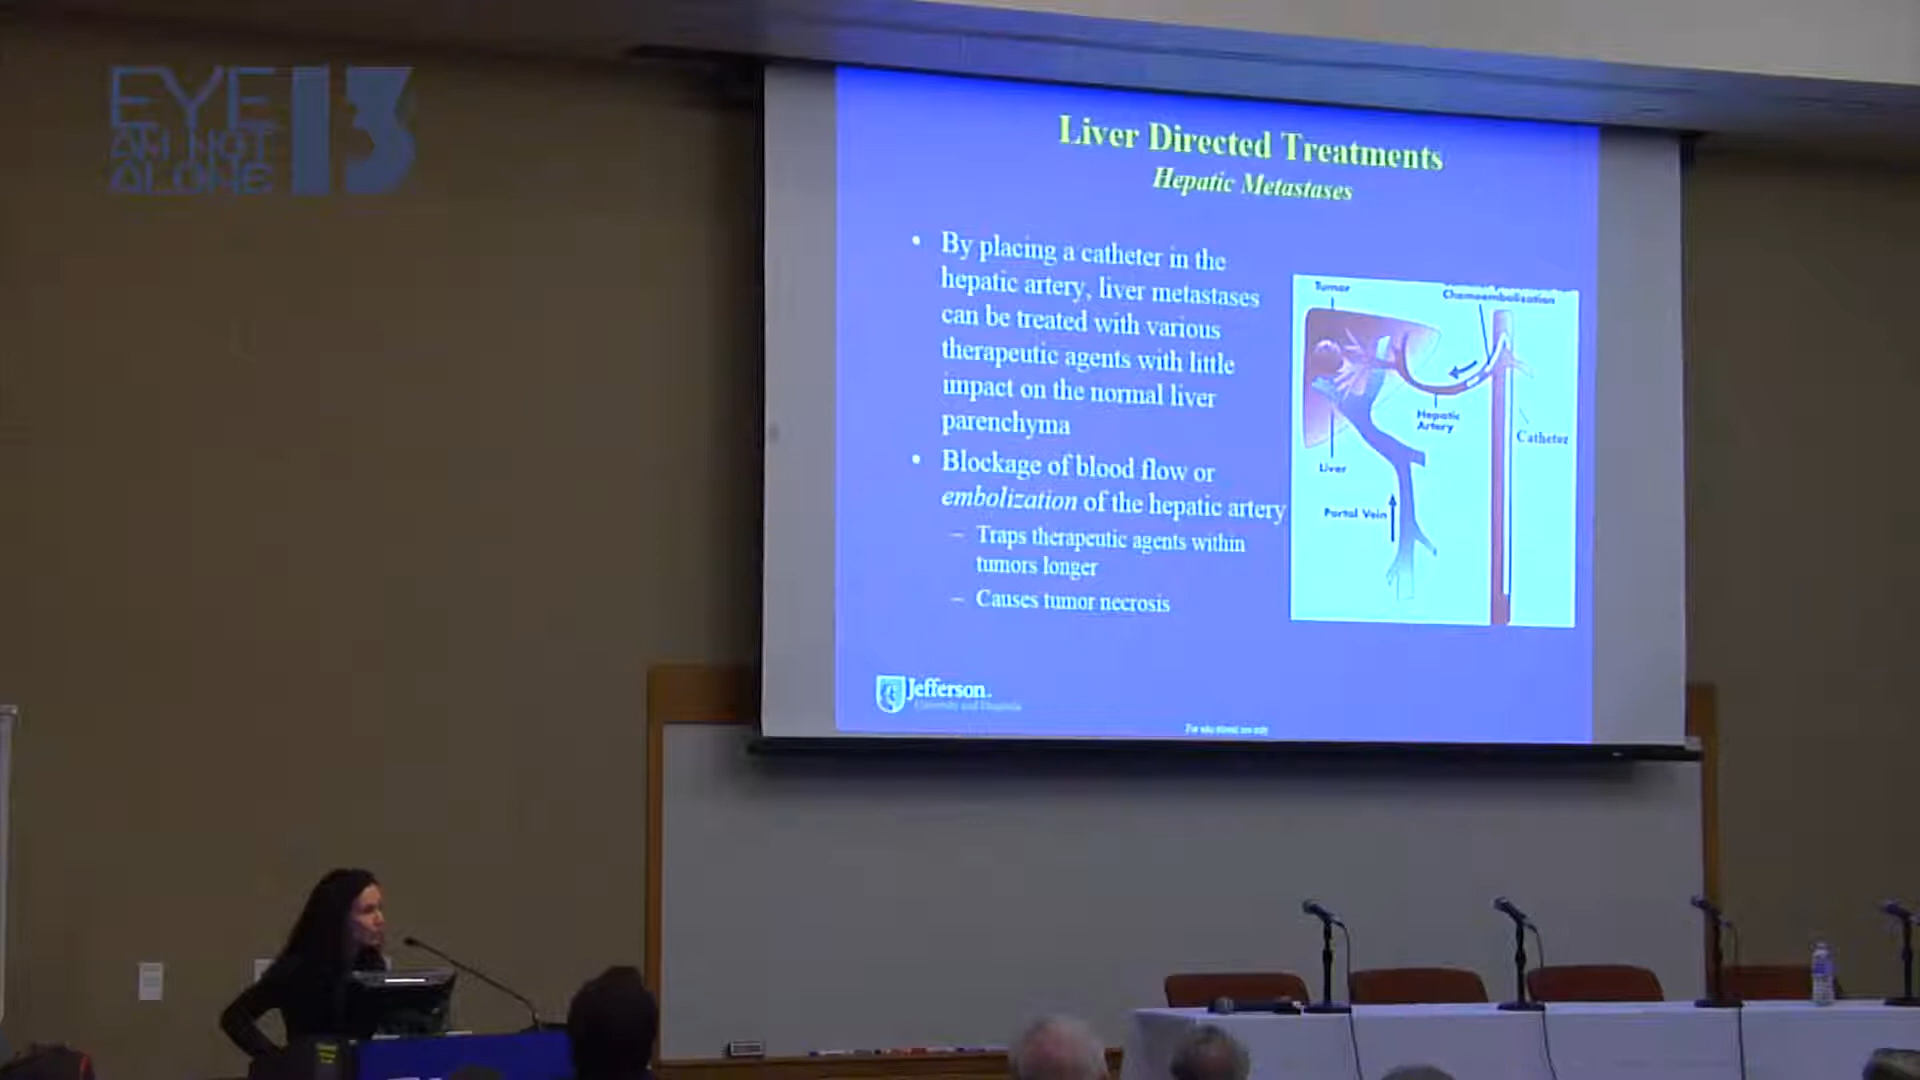 EYE
AM NOT
ALONE
13
Liver Directed Treatments
Hepatic Metastases
• By placing a catheter in the
hepatic artery, liver metastases
can be treated with various
therapeutic agents with little
impact on the normal liver
parenchyma
• Blockage of blood flow or
embolization of the hepatic artery
– Traps therapeutic agents within
tumors longer
– Causes tumor necrosis
Tumor
Chemoembolization
Hepatic
Artery
Catheter
Liver
Portal Vein
Jefferson.
University and Hospitals